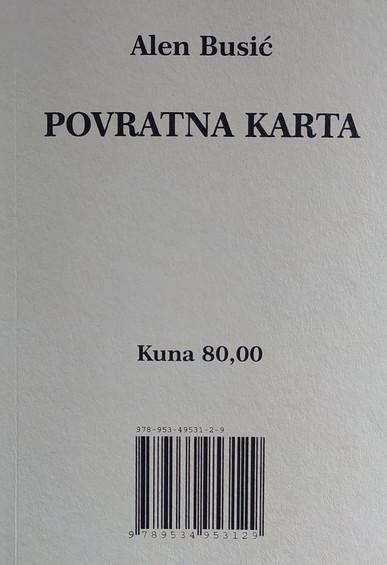 Alen Busić
POVRATNA KARTA
Kuna 80,00
978-953-49531-2-9
9 789534 953129